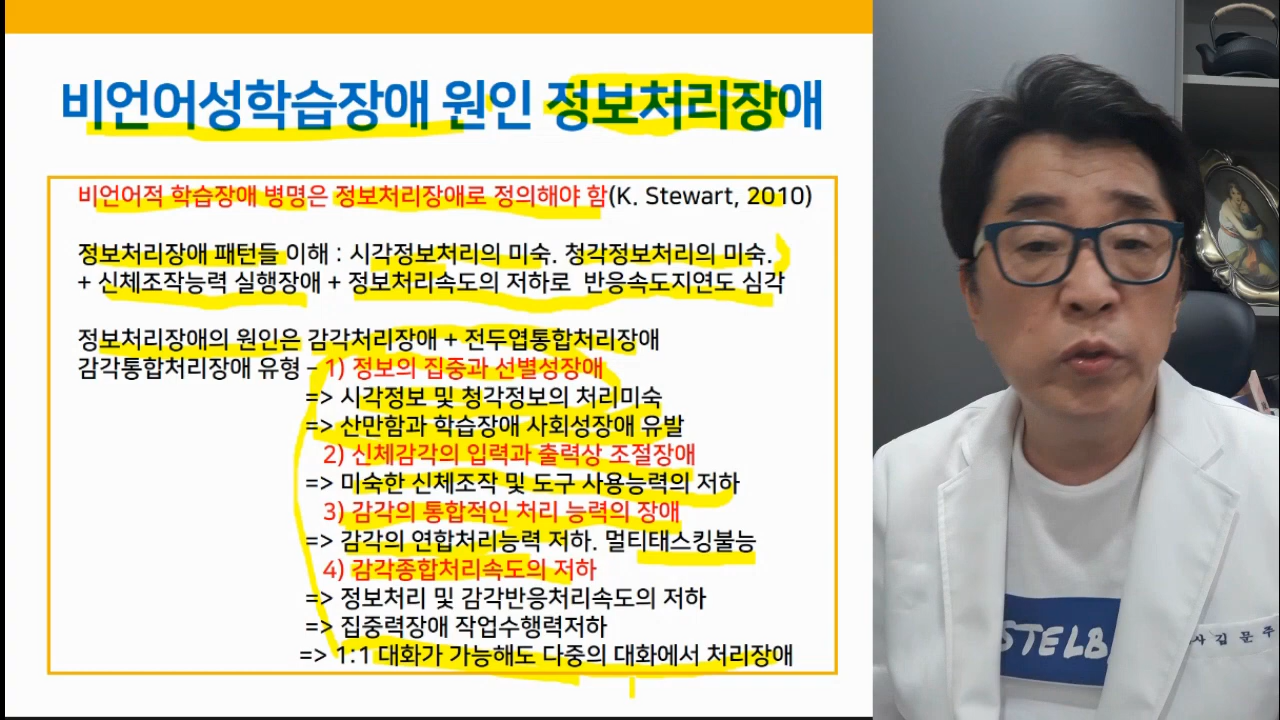 비언어성학습장애 원인 정보처리장애
비언어적 학습장애 병명은 정보처리장애로 정의해야 함(K. Stewart, 2010)
정보처리장애 패턴들 이해 : 시각정보처리의 미숙. 청각정보처리의 미숙.
+ 신체조작능력 실행장애 + 정보처리속도의 저하로 반응속도지연도 심각
정보처리장애의 원인은 감각처리장애 + 전두엽통합처리장애
감각통합처리장애 유형 – 1) 정보의 집중과 선별성장애
=> 시각정보 및 청각정보의 처리미숙
=> 산만함과 학습장애 사회성장애 유발
2) 신체감각의 입력과 출력상 조절장애
=> 미숙한 신체조작 및 도구 사용능력의 저하
3) 감각의 통합적인 처리 능력의 장애
=> 감각의 연합처리능력 저하. 멀티태스킹불능
4) 감각종합처리속도의 저하
=> 정보처리 및 감각반응처리속도의 저하
=> 집중력장애 작업수행력저하
=> 1:1 대화가 가능해도 다중의 대화에서 처리장애
STELB
사 김 문 주